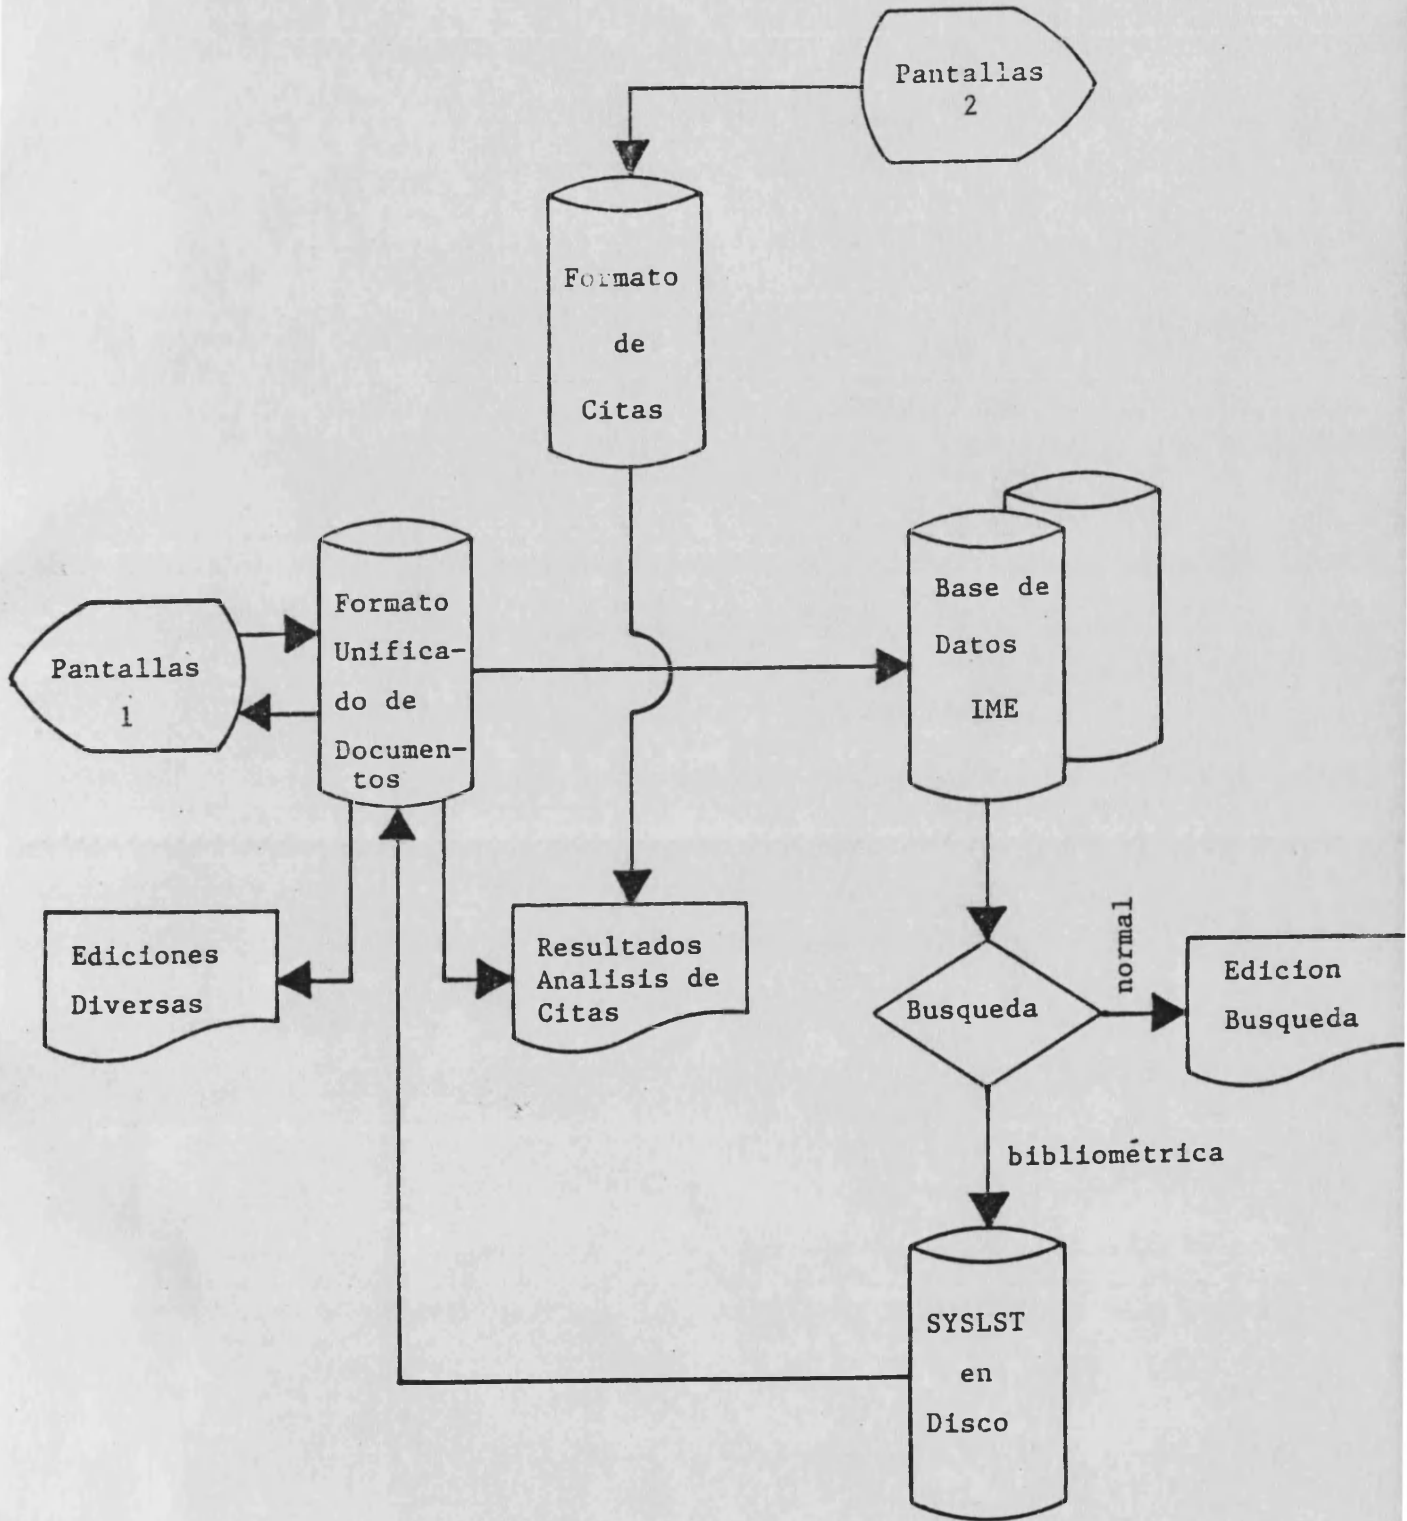 Pantallas
2
Formato
de
Citas
Formato
Unifica-
do de
Documen-
tos
Pantallas
1
Base de
Datos
IME
Ediciones
Diversas
Resultados
Analisis de
Citas
Busqueda
normal
Edicion
Busqueda
bibliométrica
SYSLST
en
Disco